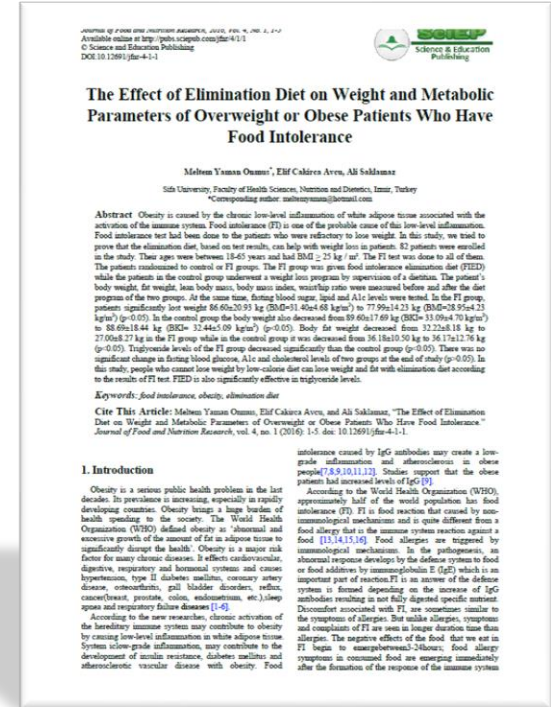 Journal of Food and Nutrition Research, 2016, Vol. 4, No. 1, 1-5
Available online at http://pubs.sciepub.com/jfnr/4/1/1
© Science and Education Publishing
DOI:10.12691/jfnr-4-1-1
SciEP
Science & Education
Publishing
The Effect of Elimination Diet on Weight and Metabolic
Parameters of Overweight or Obese Patients Who Have
Food Intolerance
Meltem Yaman Onmus*, Elif Cakirca Avcu, Ali Saklamaz
Sifa University, Faculty of Health Sciences, Nutrition and Dietetics, Izmir, Turkey
*Corresponding author: meltemyaman@hotmail.com
Abstract Obesity is caused by the chronic low-level inflammation of white adipose tissue associated with the
activation of the immune system. Food intolerance (FI) is one of the probable cause of this low-level inflammation.
Food intolerance test had been done to the patients who were refractory to lose weight. In this study, we tried to
prove that the elimination diet, based on test results, can help with weight loss in patients. 82 patients were enrolled
in the study. Their ages were between 18-65 years and had BMI ≥ 25 kg / m². The FI test was done to all of them.
The patients randomized to control or FI groups. The FI group was given food intolerance elimination diet (FIED)
while the patients in the control group underwent a weight loss program by supervision of a dietitian. The patient's
body weight, fat weight, lean body mass, body mass index, waist/hip ratio were measured before and after the diet
program of the two groups. At the same time, fasting blood sugar, lipid and A1c levels were tested. In the FI group,
patients significantly lost weight 86.60±20.93 kg (BMI=31.40±4.68 kg/m²) to 77.99±14.23 kg (BMI=28.95±4.23
kg/m²) (p<0.05). In the control group the body weight also decreased from 89.60±17.69 kg (BKI= 33.09±4.70 kg/m²)
to 88.69±18.44 kg (BKI= 32.44±5.09 kg/m²) (p<0.05). Body fat weight decreased from 32.22±8.18 kg to
27.00±8.27 kg in the FI group while in the control group it was decreased from 36.18±10.50 kg to 36.17±12.76 kg
(p<0.05). Triglyceride levels of the FI group decreased significantly than the control group (p<0.05). There was no
significant change in fasting blood glucose, A1c and cholesterol levels of two groups at the end of study (p>0.05). In
this study, people who cannot lose weight by low-calorie diet can lose weight and fat with elimination diet according
to the results of FI test. FIED is also significantly effective in triglyceride levels.
Keywords: food intolerance, obesity, elimination diet
Cite This Article: Meltem Yaman Onmus, Elif Cakirca Avcu, and Ali Saklamaz, “The Effect of Elimination
Diet on Weight and Metabolic Parameters of Overweight or Obese Patients Who Have Food Intolerance.”
Journal of Food and Nutrition Research, vol. 4, no. 1 (2016): 1-5. doi: 10.12691/jfnr-4-1-1.
1. Introduction
Obesity is a serious public health problem in the last
decades. Its prevalence is increasing, especially in rapidly
developing countries. Obesity brings a huge burden of
health spending to the society. The World Health
Organization (WHO) defined obesity as ‘abnormal and
excessive growth of the amount of fat in adipose tissue to
significantly disrupt the health’. Obesity is a major risk
factor for many chronic diseases. It effects cardiovascular,
digestive, respiratory and hormonal systems and causes
hypertension, type II diabetes mellitus, coronary artery
disease, osteoarthritis, gall bladder disorders, reflux,
cancer(breast, prostate, colon, endometrium, etc.),sleep
apnea and respiratory failure diseases [1-6].
According to the new researches, chronic activation of
the hereditary immune system may contribute to obesity
by causing low-level inflammation in white adipose tissue.
System iclow-grade inflammation, may contribute to the
development of insulin resistance, diabetes mellitus and
atherosclerotic vascular disease with obesity. Food
intolerance caused by IgG antibodies may create a low-
grade inflammation and atherosclerosis in obese
people[7,8,9,10,11,12]. Studies support that the obese
patients had increased levels of IgG [9].
According to the World Health Organization (WHO),
approximately half of the world population has food
intolerance (FI). FI is food reaction that caused by non-
immunological mechanisms and is quite different from a
food allergy that is the immune system reaction against a
food [13,14,15,16]. Food allergies are triggered by
immunological mechanisms. In the pathogenesis, an
abnormal response develops by the defense system to food
or food additives by immunoglobulin E (IgE) which is an
important part of reaction.FI is an answer of the defense
system is formed depending on the increase of IgG
antibodies resulting in not fully digested specific nutrient.
Discomfort associated with FI, are sometimes similar to
the symptoms of allergies. But unlike allergies, symptoms
and complaints of FI are seen in longer duration time than
allergies. The negative effects of the food that we eat in
FI begin to emergebetween3-24hours; food allergy
symptoms in consumed food are emerging immediately
after the formation of the response of the immune system